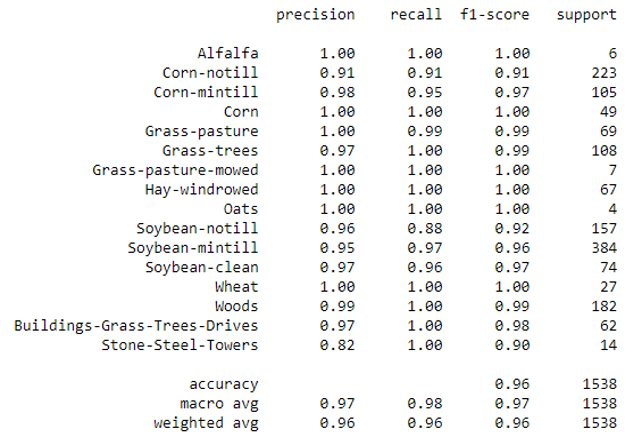 precision recall f1-score support
Alfalfa 1.00 1.00 1.00 6
Corn-notill 0.91 0.91 0.91 223
Corn-mintill 0.98 0.95 0.97 105
Corn 1.00 1.00 1.00 49
Grass-pasture 1.00 0.99 0.99 69
Grass-trees 0.97 1.00 0.99 108
Grass-pasture-mowed 1.00 1.00 1.00 7
Hay-windrowed 1.00 1.00 1.00 67
Oats 1.00 1.00 1.00 4
Soybean-notill 0.96 0.88 0.92 157
Soybean-mintill 0.95 0.97 0.96 384
Soybean-clean 0.97 0.96 0.97 74
Wheat 1.00 1.00 1.00 27
Woods 0.99 1.00 0.99 182
Buildings-Grass-Trees-Drives 0.97 1.00 0.98 62
Stone-Steel-Towers 0.82 1.00 0.90 14
accuracy 0.96 1538
macro avg 0.97 0.98 0.97 1538
weighted avg 0.96 0.96 0.96 1538